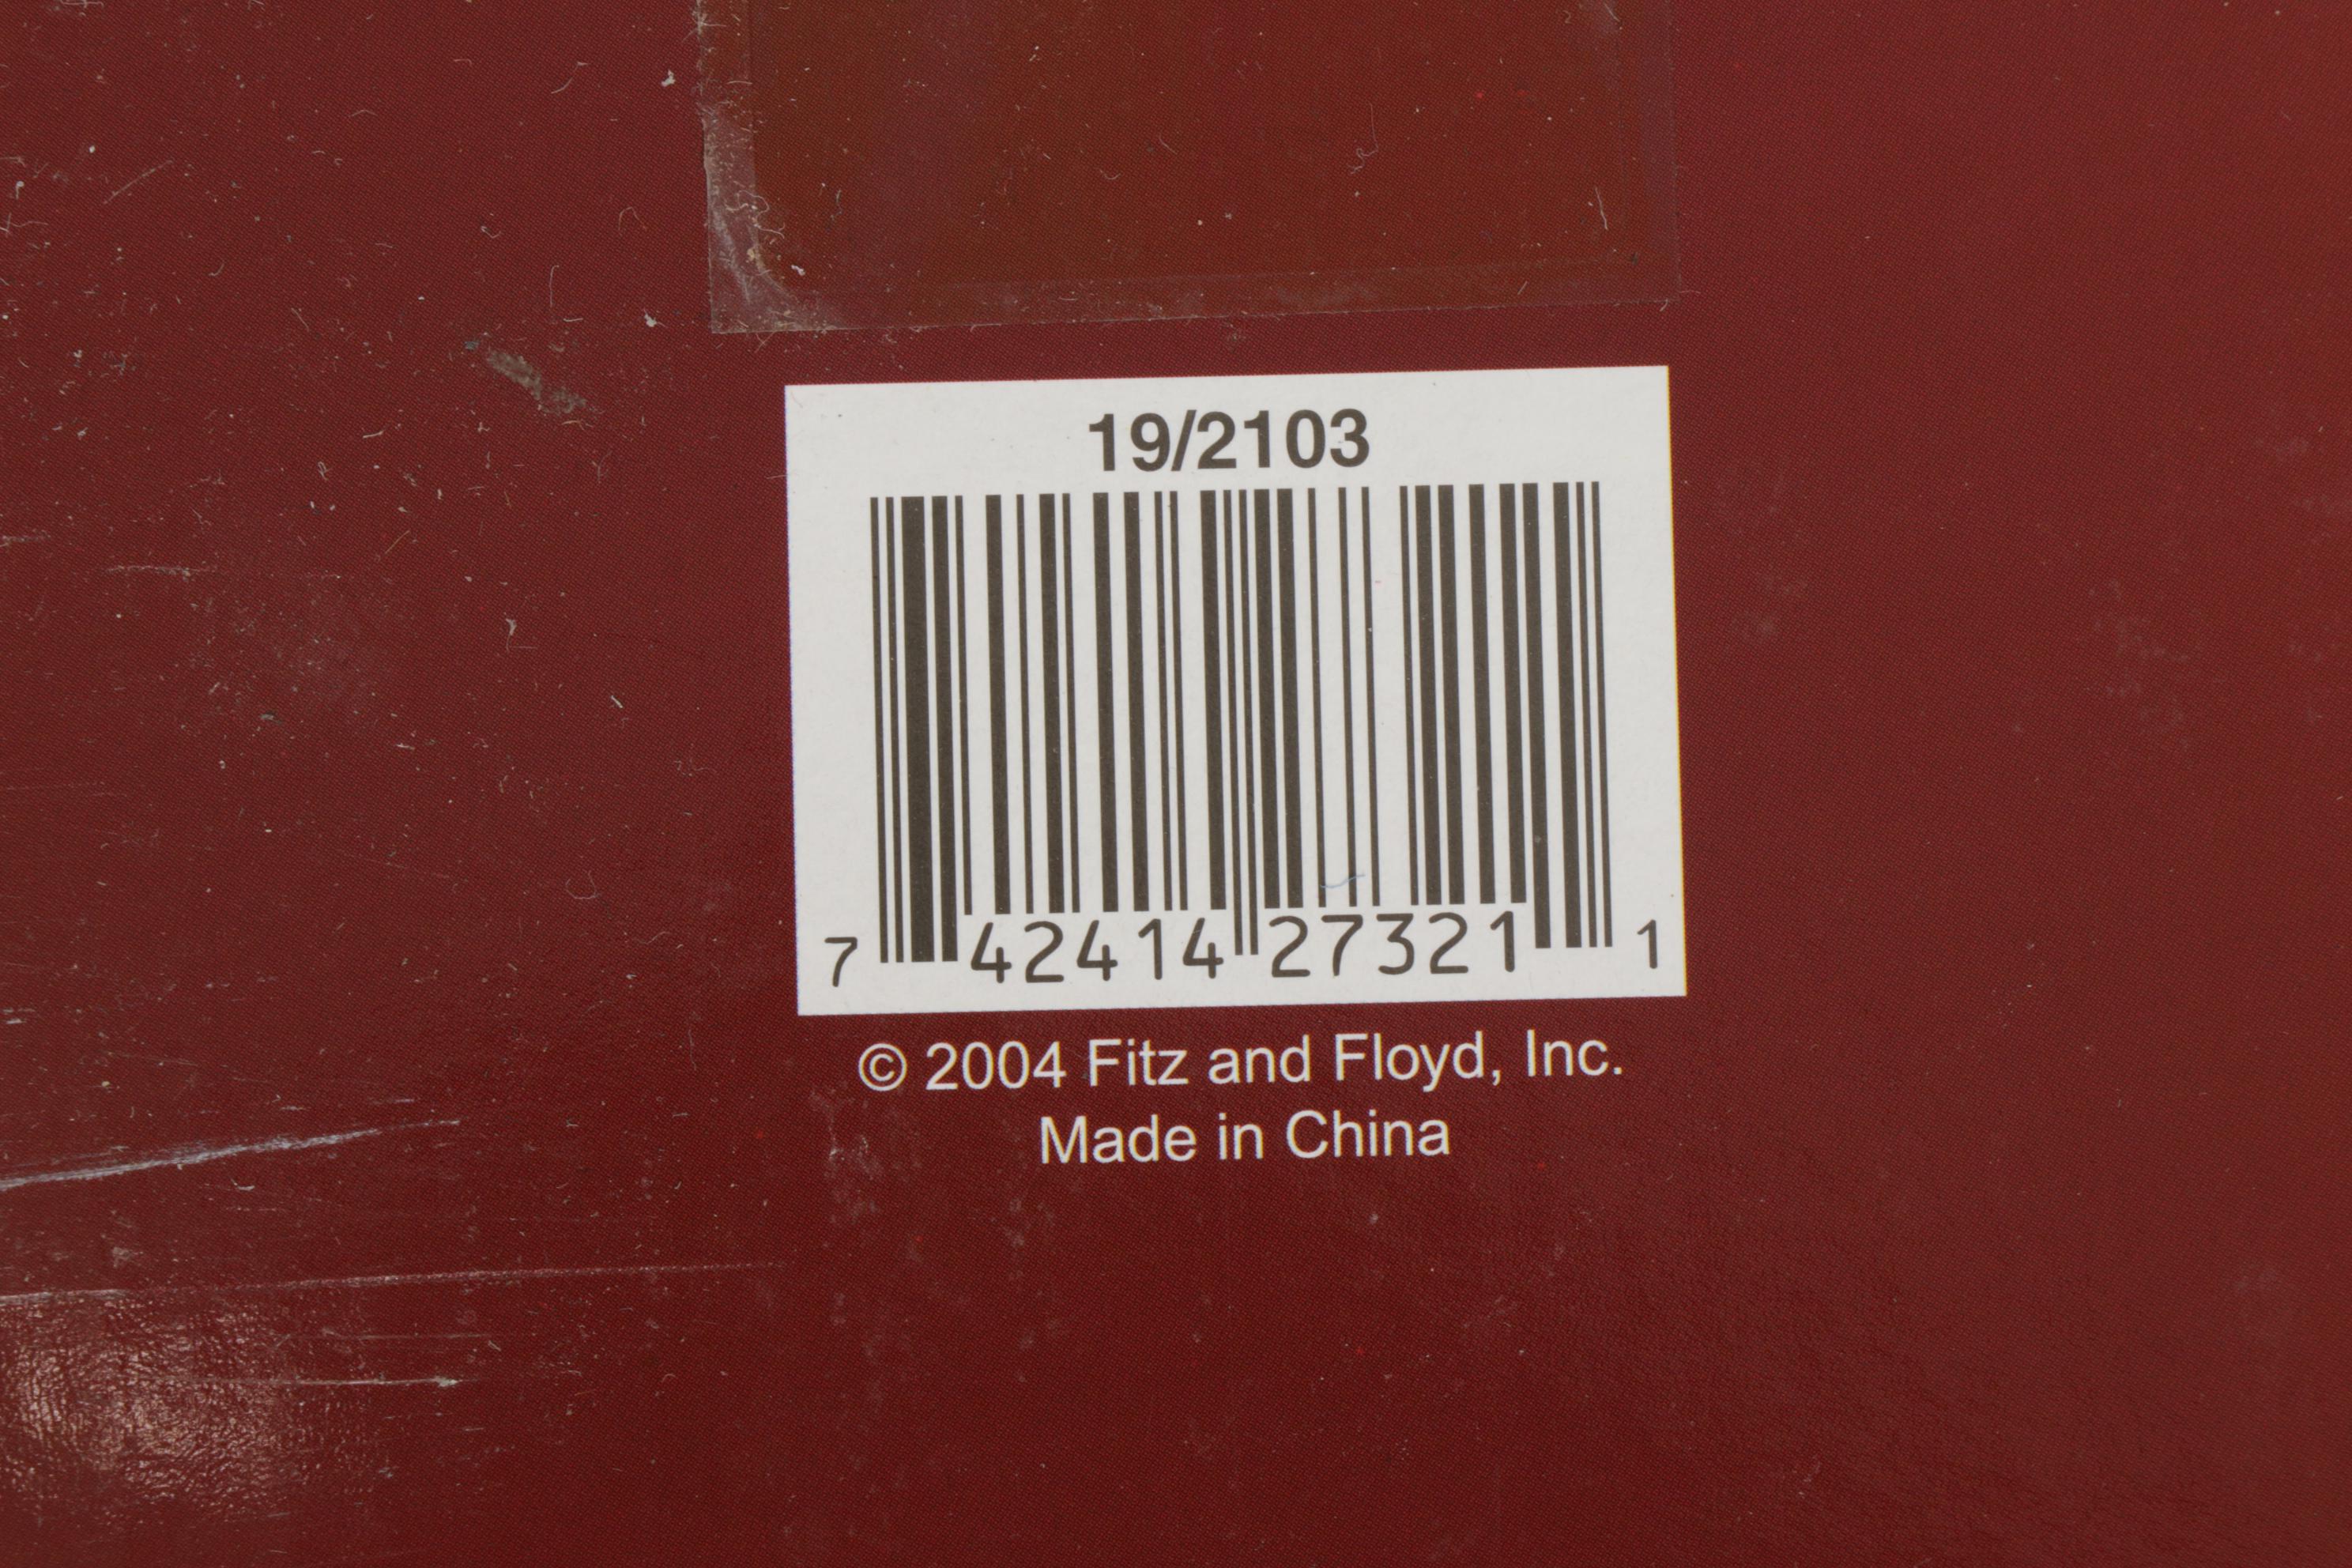 19/2103
7 42414 27321 1
© 2004 Fitz and Floyd, Inc.
Made in China